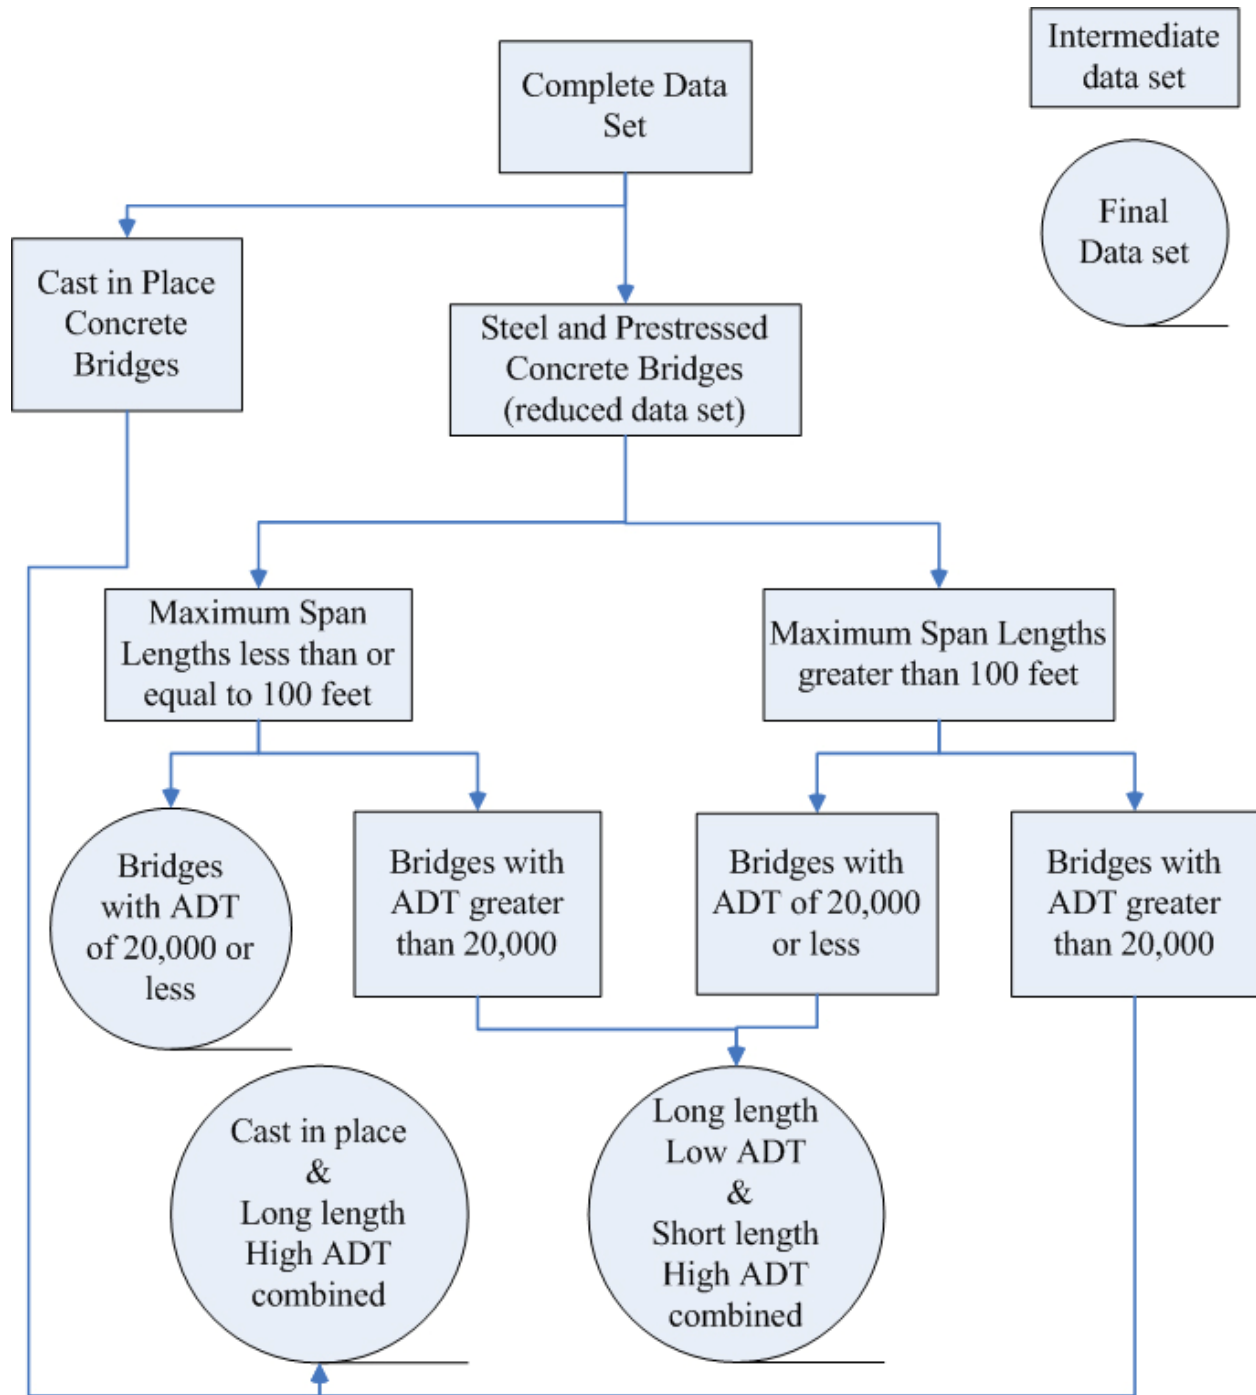 Complete Data
Set
Intermediate
data set
Final
Data set
Cast in Place
Concrete
Bridges
Steel and Prestressed
Concrete Bridges
(reduced data set)
Maximum Span
Lengths less than or
equal to 100 feet
Maximum Span Lengths
greater than 100 feet
Bridges
with ADT
of 20,000 or
less
Bridges with
ADT greater
than 20,000
Bridges with
ADT of 20,000
or less
Bridges with
ADT greater
than 20,000
Cast in place
&
Long length
High ADT
combined
Long length
Low ADT
&
Short length
High ADT
combined